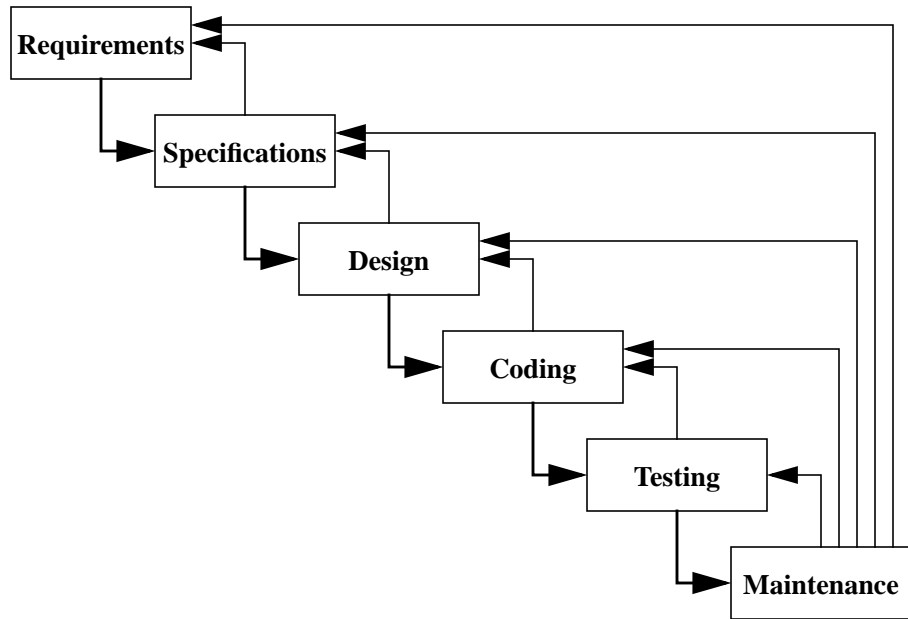 Requirements
Specifications
Design
Coding
Testing
Maintenance